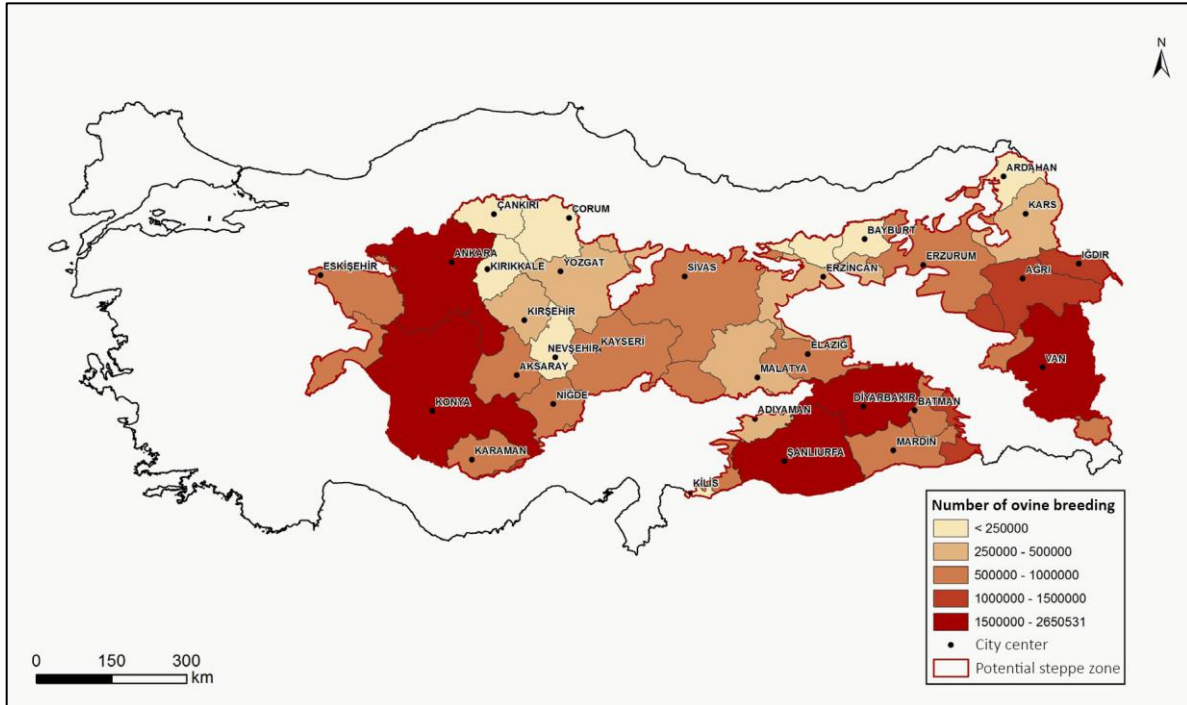 N
ARDAHAN
KARS
ÇANKIRI
ÇORUM
BAYBURT
ANKARA
KIRIKKALE
YOZGAT
ESKİŞEHİR
SİVAS
ERZİNCAN
ERZURUM
IĞDIR
AĞRI
KIRŞEHİR
NEVŞEHİR
KAYSERİ
ELAZIĞ
VAN
AKSARAY
MALATYA
KONYA
NİĞDE
ADIYAMAN
DİYARBAKIR
BATMAN
KARAMAN
ŞANLIURFA
MARDİN
KİLİS
Number of ovine breeding
< 250000
250000 - 500000
500000 - 1000000
1000000 - 1500000
1500000 - 2650531
City center
Potential steppe zone
0 150 300
km